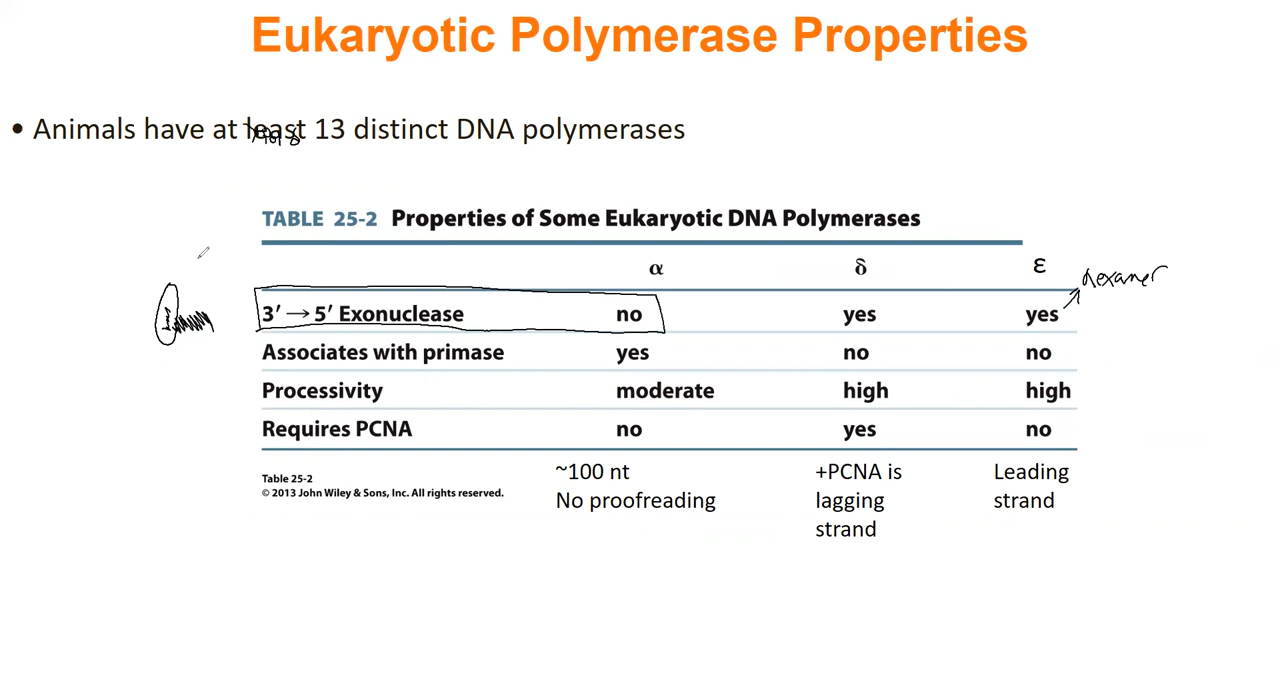 Eukaryotic Polymerase Properties
• Animals have at least 13 distinct DNA polymerases
TABLE 25-2 Properties of Some Eukaryotic DNA Polymerases
α δ ε
hexamer
3′ → 5′ Exonuclease no yes yes
Associates with primase yes no no
Processivity moderate high high
Requires PCNA no yes no
Table 25-2
© 2013 John Wiley & Sons, Inc. All rights reserved.
~100 nt
No proofreading
+PCNA is
lagging
strand
Leading
strand